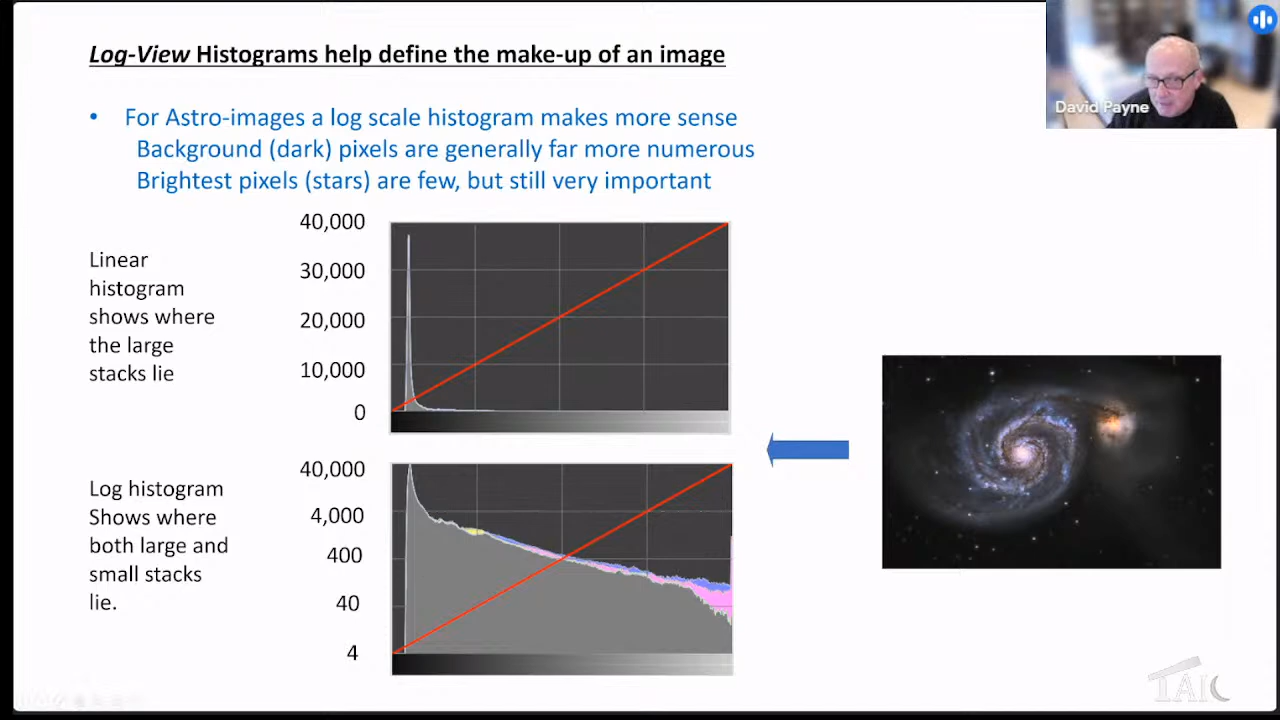 Log-View Histograms help define the make-up of an image
David Payne
• For Astro-images a log scale histogram makes more sense
Background (dark) pixels are generally far more numerous
Brightest pixels (stars) are few, but still very important
Linear
histogram
shows where
the large
stacks lie
40,000
30,000
20,000
10,000
0
Log histogram
Shows where
both large and
small stacks
lie.
40,000
4,000
400
40
4
TAIC